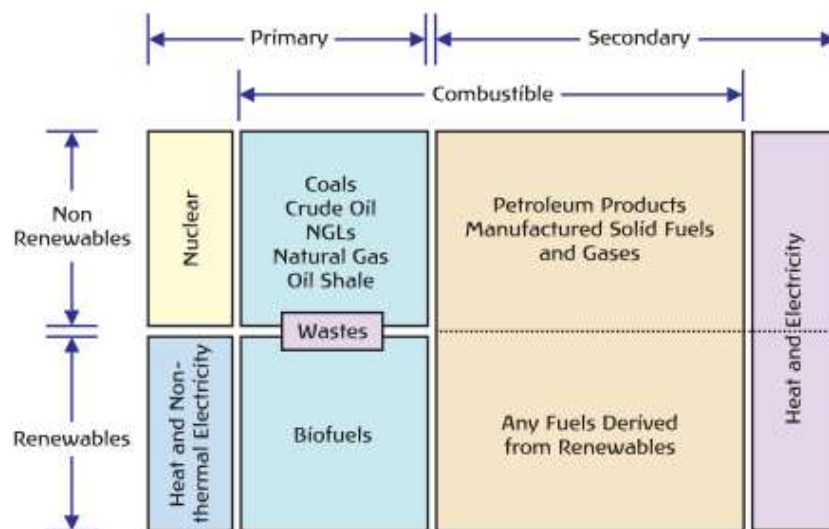 Primary
Secondary
Combustible
Non
Renewables
Nuclear
Coals
Crude Oil
NGLs
Natural Gas
Oil Shale
Petroleum Products
Manufactured Solid Fuels
and Gases
Heat and Electricity
Wastes
Renewables
Heat and Non-
thermal Electricity
Biofuels
Any Fuels Derived
from Renewables